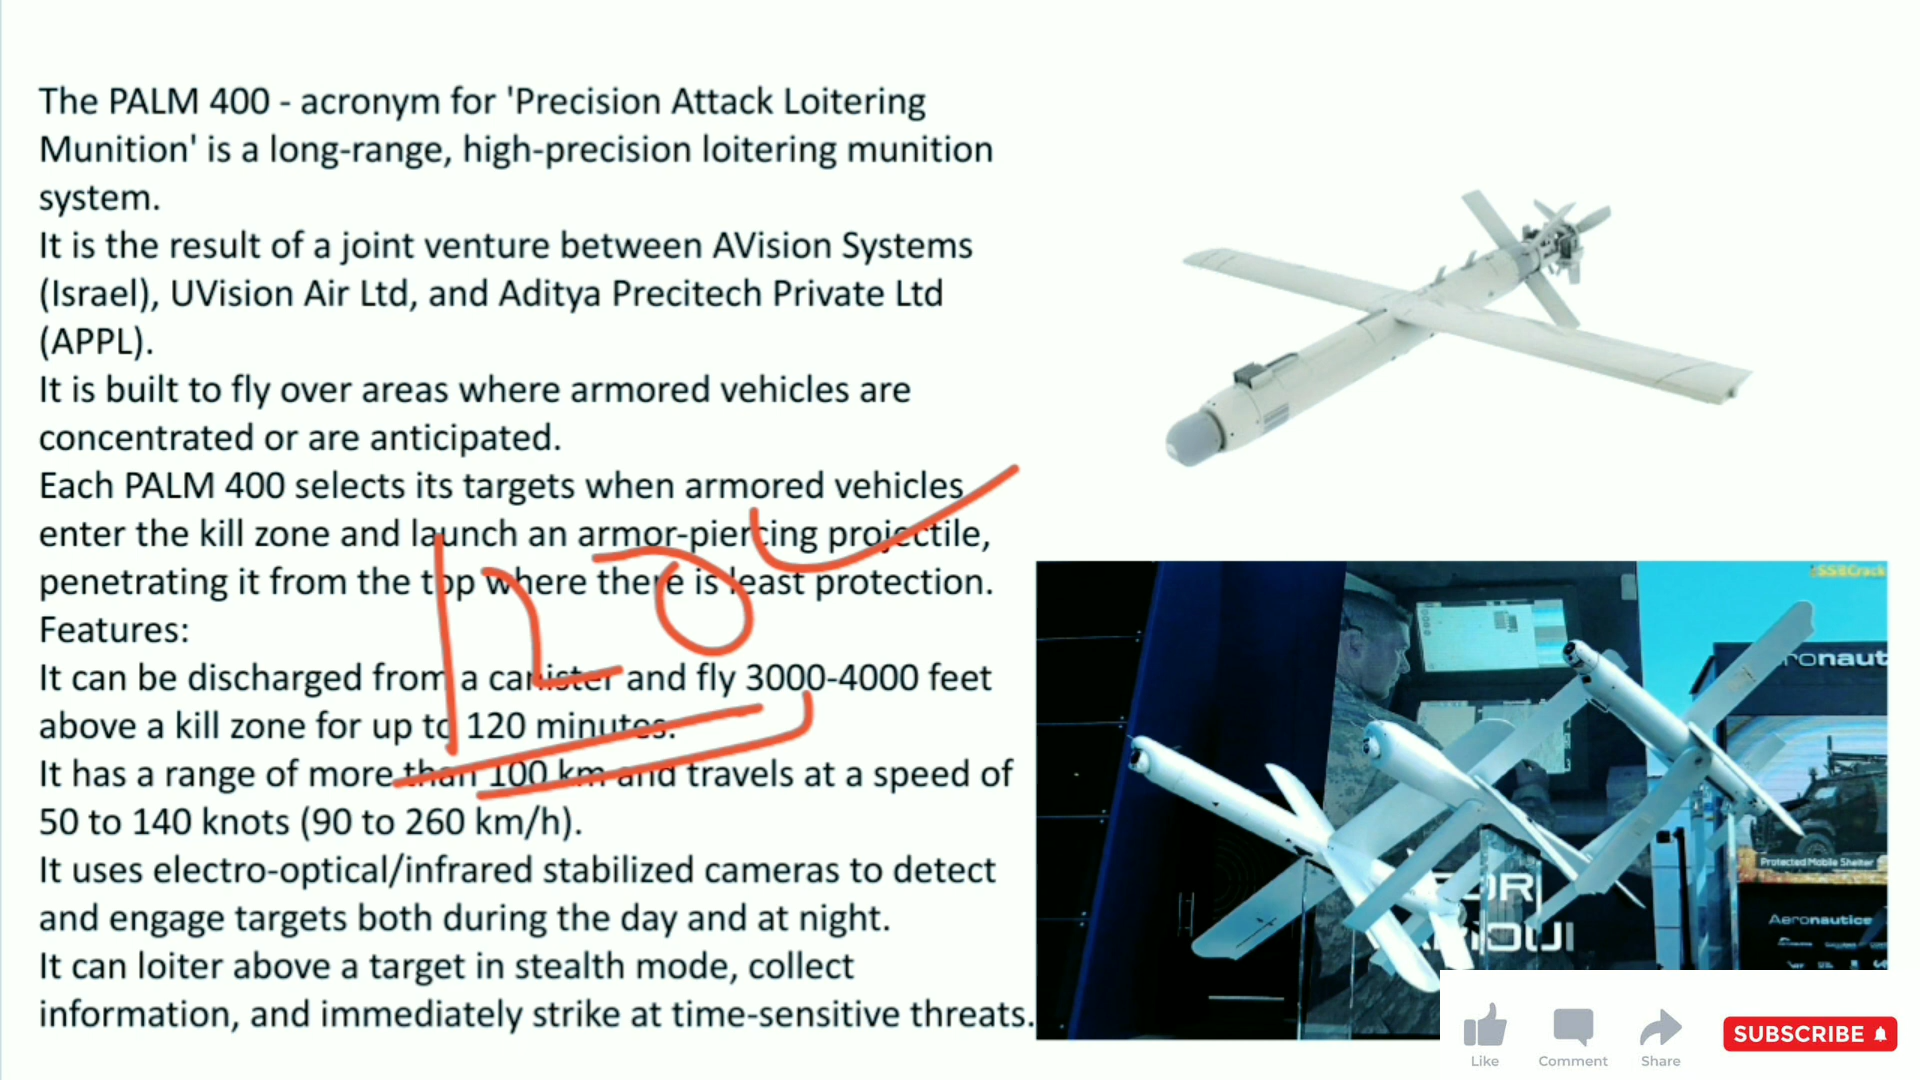 The PALM 400 - acronym for 'Precision Attack Loitering
Munition' is a long-range, high-precision loitering munition
system.
It is the result of a joint venture between AVision Systems
(Israel), UVision Air Ltd, and Aditya Precitech Private Ltd
(APPL).
It is built to fly over areas where armored vehicles are
concentrated or are anticipated.
Each PALM 400 selects its targets when armored vehicles
enter the kill zone and launch an armor-piercing projectile,
penetrating it from the top where there is least protection.
Features:
It can be discharged from a canister and fly 3000-4000 feet
above a kill zone for up to 120 minutes.
It has a range of more than 100 km and travels at a speed of
50 to 140 knots (90 to 260 km/h).
It uses electro-optical/infrared stabilized cameras to detect
and engage targets both during the day and at night.
It can loiter above a target in stealth mode, collect
information, and immediately strike at time-sensitive threats.
SSBCrack
ronaut
Protected Mobile Shelter
Aeronautics
Like
Comment
Share
SUBSCRIBE